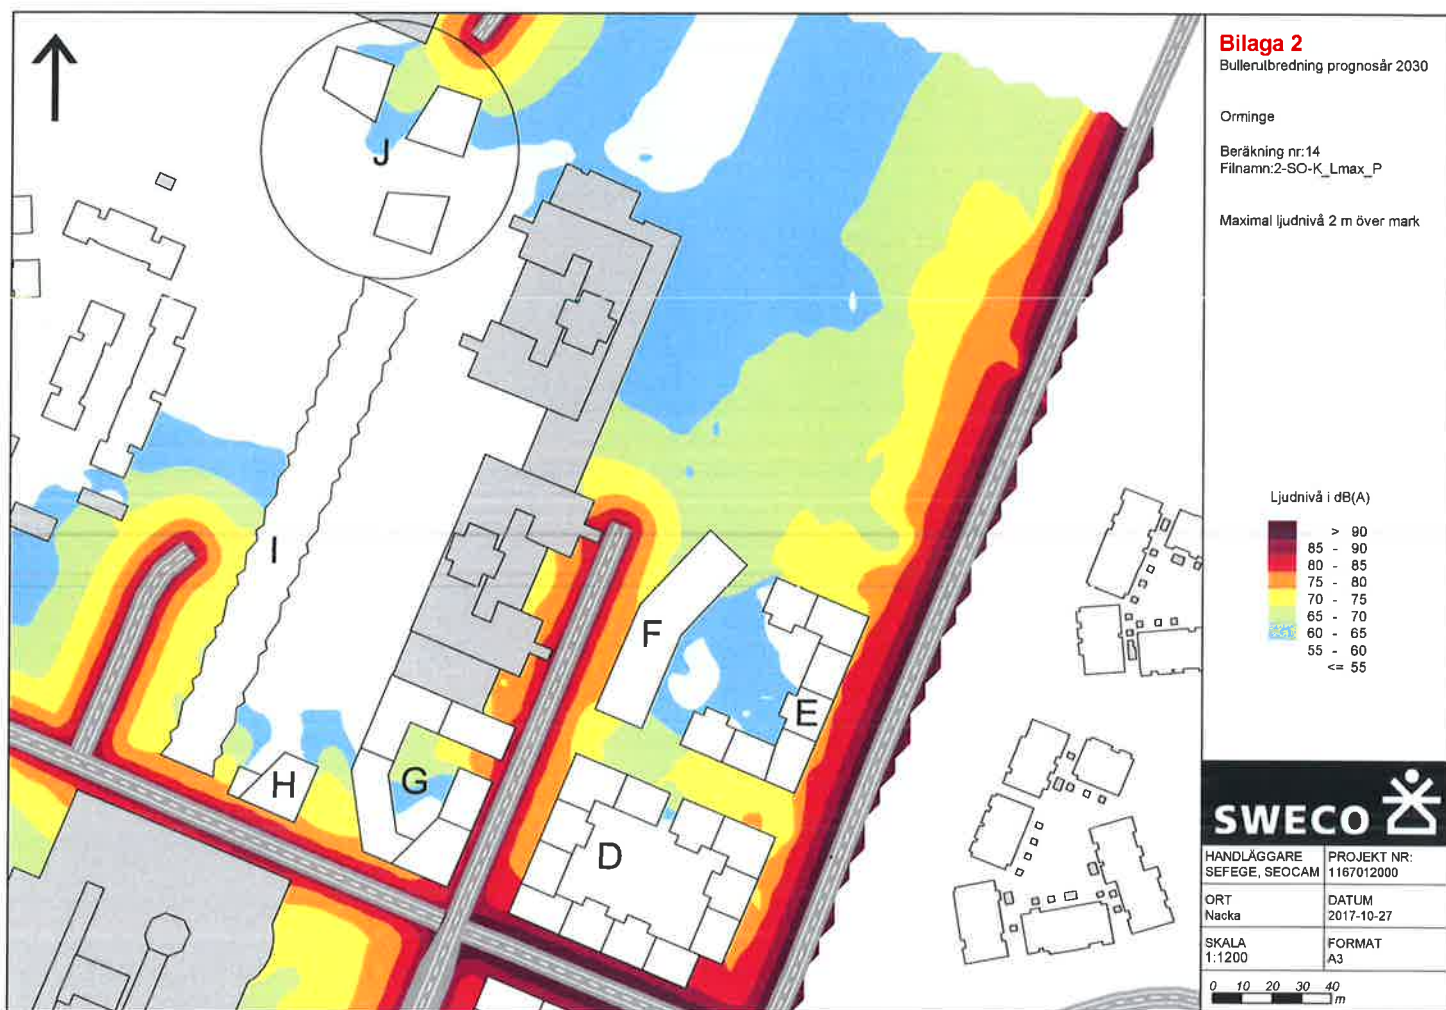 Bilaga 2
Bullerutbredning prognosår 2030
Orminge
Beräkning nr:14
Filnamn:2-SO-K_Lmax_P
Maximal ljudnivå 2 m över mark
Ljudnivå i dB(A)
> 90
85 - 90
80 - 85
75 - 80
70 - 75
65 - 70
60 - 65
55 - 60
<= 55
J
I
F
E
H
G
D
SWECO
HANDLÄGGARE
SEFEGE, SEOCAM
PROJEKT NR:
1167012000
ORT
Nacka
DATUM
2017-10-27
SKALA
1:1200
FORMAT
A3
0 10 20 30 40
m